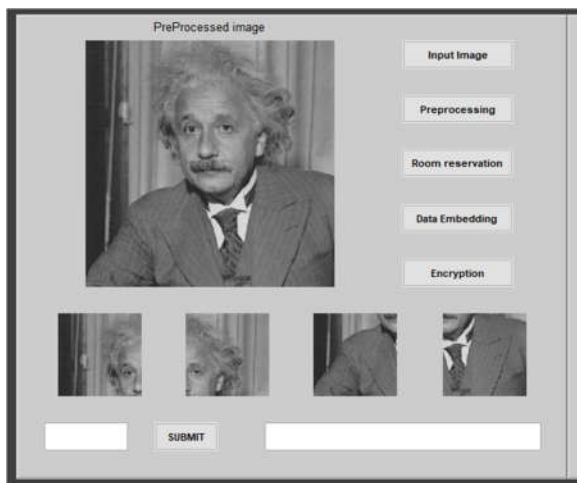 PreProcessed image
Input Image
Preprocessing
Room reservation
Data Embedding
Encryption
SUBMIT